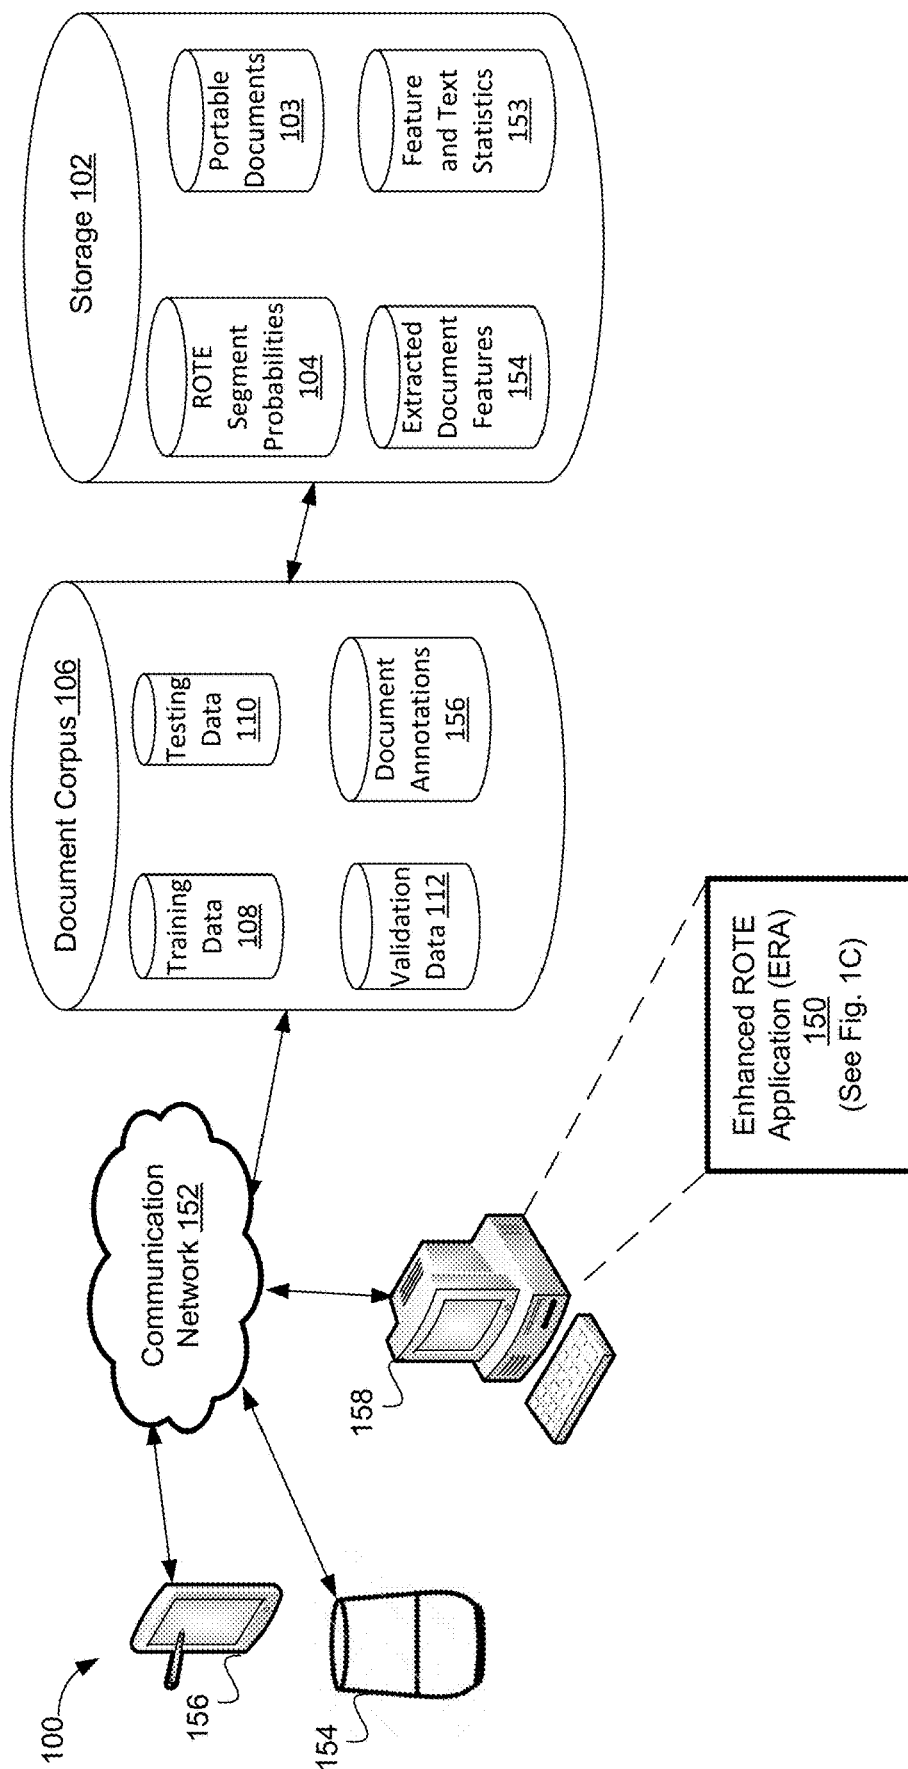 100
156
154
Communication
Network 152
158
Enhanced ROTE
Application (ERA)
150
(See Fig. 1C)
Document Corpus 106
Training
Data
108
Testing
Data
110
Validation
Data 112
Document
Annotations
156
Storage 102
ROTE
Segment
Probabilities
104
Portable
Documents
103
Extracted
Document
Features
154
Feature
and Text
Statistics
153